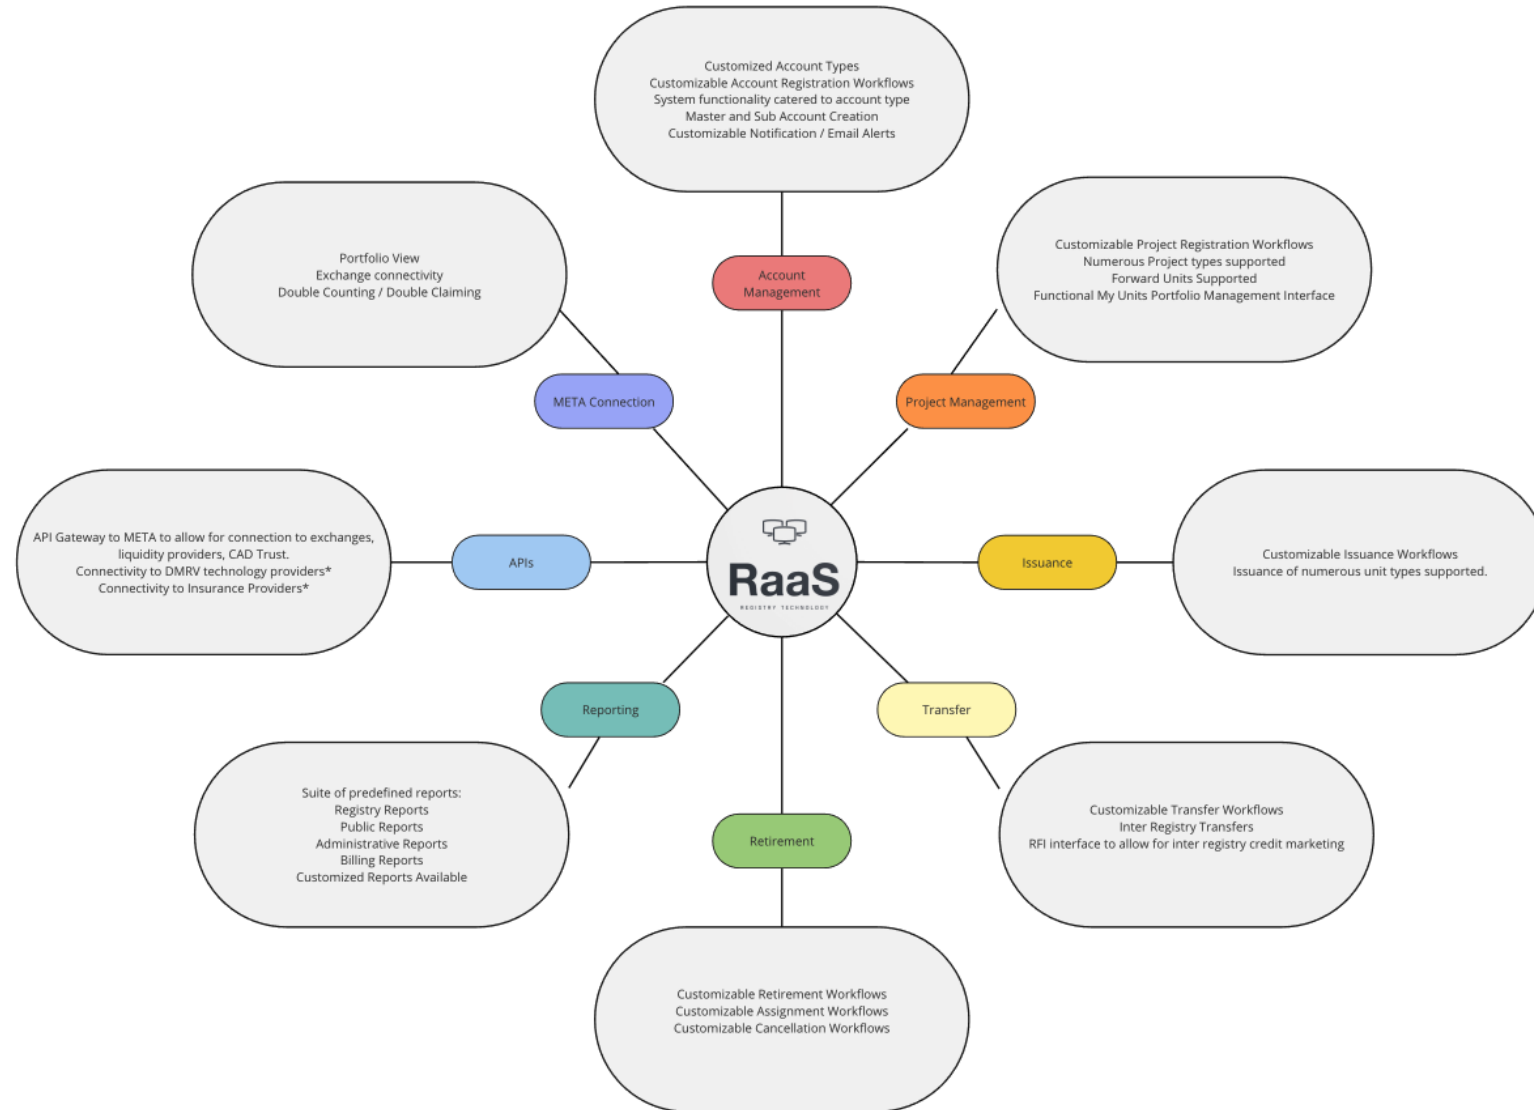 Customized Account Types
Customizable Account Registration Workflows
System functionality catered to account type
Master and Sub Account Creation
Customizable Notification / Email Alerts
Account
Management
Portfolio View
Exchange connectivity
Double Counting / Double Claiming
META Connection
Customizable Project Registration Workflows
Numerous Project types supported
Forward Units Supported
Functional My Units Portfolio Management Interface
Project Management
API Gateway to META to allow for connection to exchanges,
liquidity providers, CAD Trust.
Connectivity to DMRV technology providers*
Connectivity to Insurance Providers*
APIs
RaaS
REGISTRY TECHNOLOGY
Issuance
Customizable Issuance Workflows
Issuance of numerous unit types supported.
Reporting
Suite of predefined reports:
Registry Reports
Public Reports
Administrative Reports
Billing Reports
Customized Reports Available
Transfer
Customizable Transfer Workflows
Inter Registry Transfers
RFI interface to allow for inter registry credit marketing
Retirement
Customizable Retirement Workflows
Customizable Assignment Workflows
Customizable Cancellation Workflows